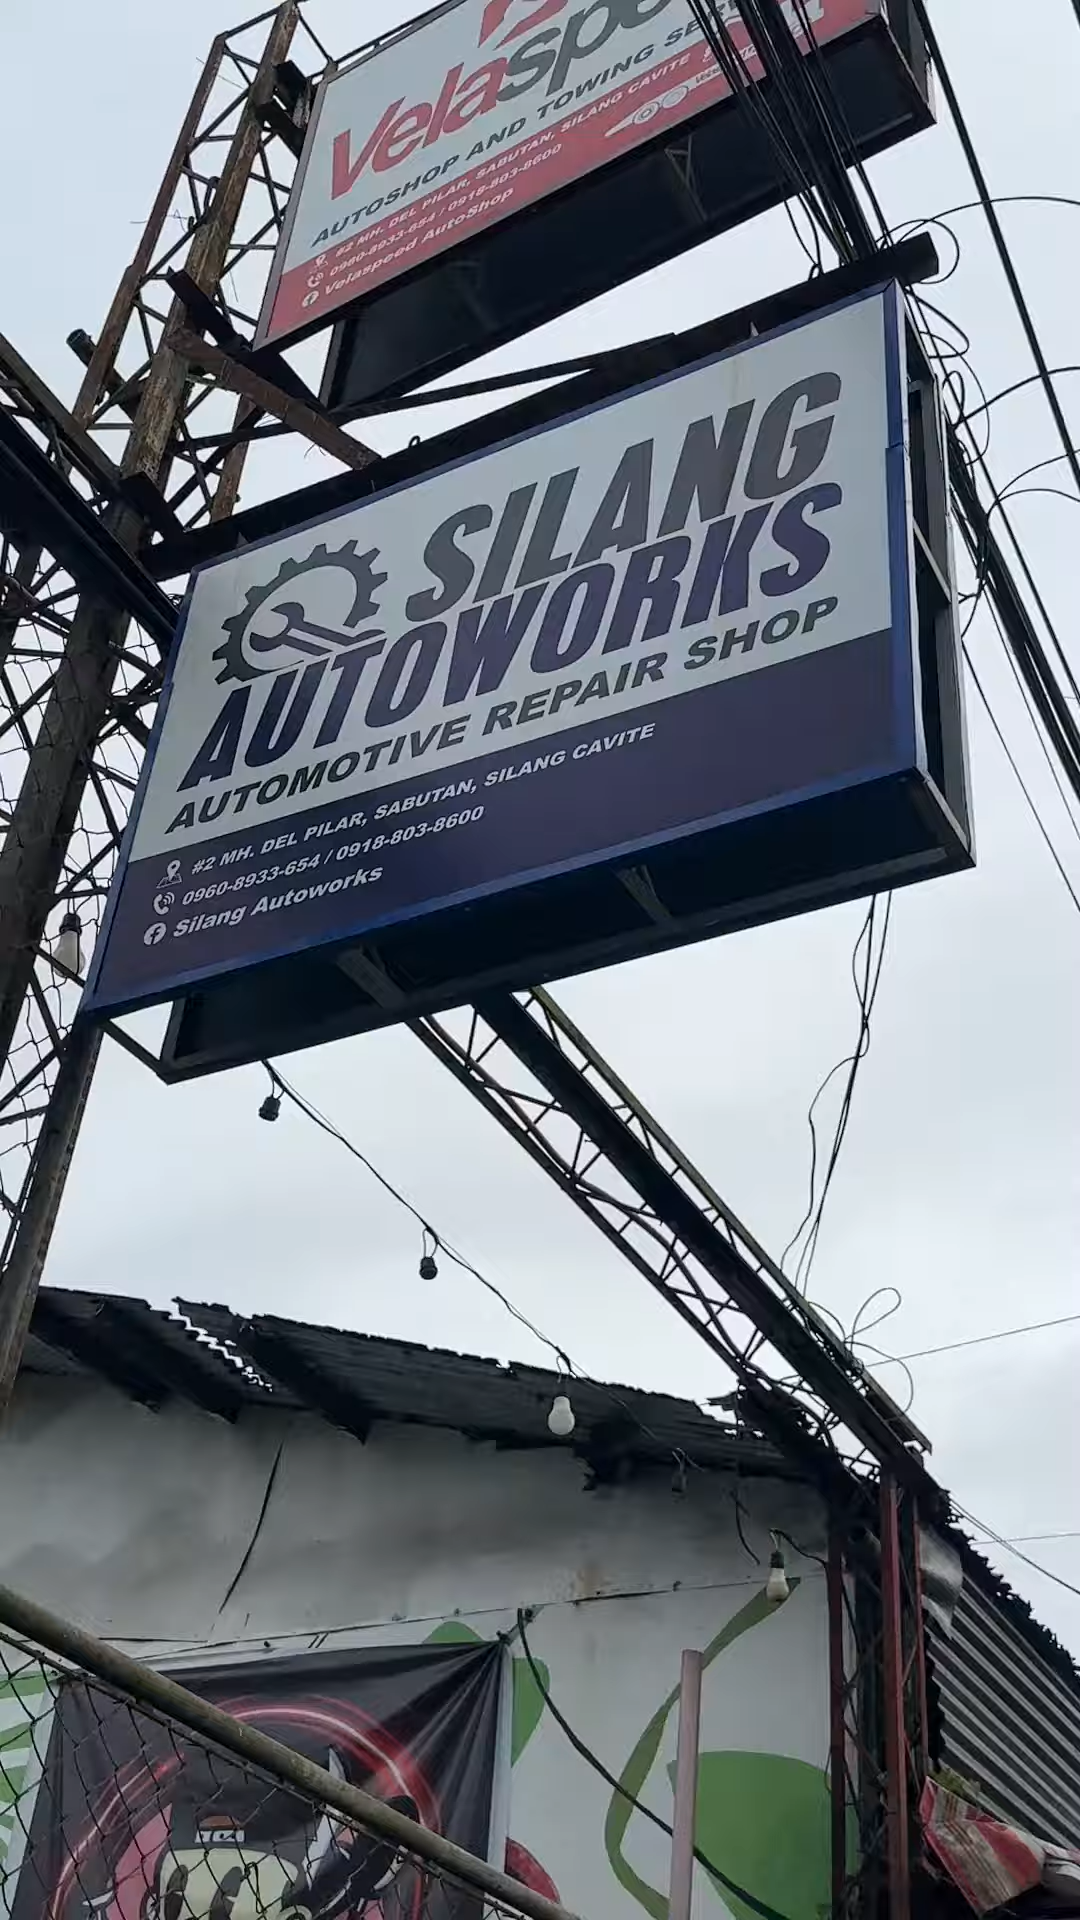 Velaspe
AUTOSHOP AND TOWING SER
#2 MH. DEL PILAR, SABUTAN, SILANG CAVITE
0960-8933-654 / 0918-803-8600
Velaspeed AutoShop
SILANG
AUTOWORKS
AUTOMOTIVE REPAIR SHOP
#2 MH. DEL PILAR, SABUTAN, SILANG CAVITE
0960-8933-654 / 0918-803-8600
Silang Autoworks